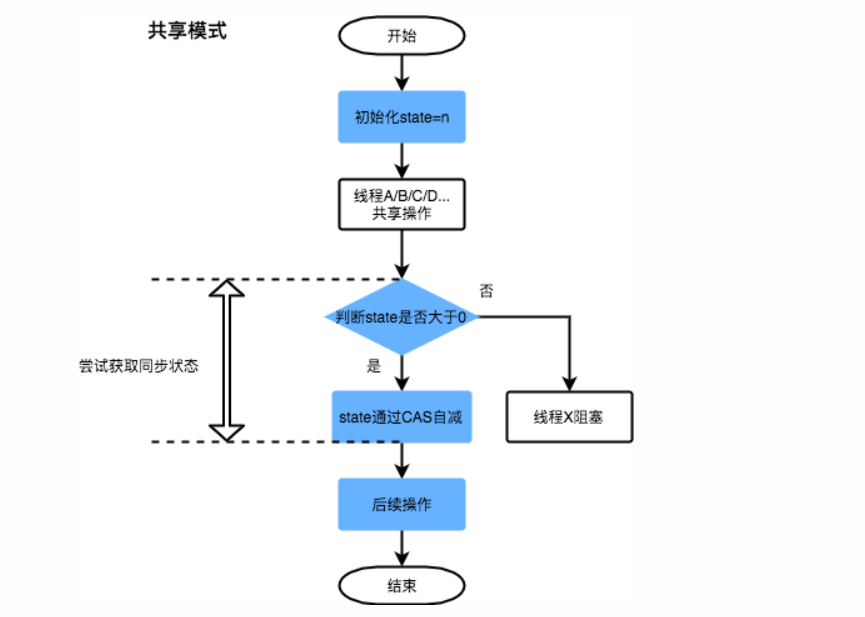 共享模式
开始
初始化state=n
线程A/B/C/D...
共享操作
判断state是否大于0
否
是
尝试获取同步状态
state通过CAS自减
线程X阻塞
后续操作
结束